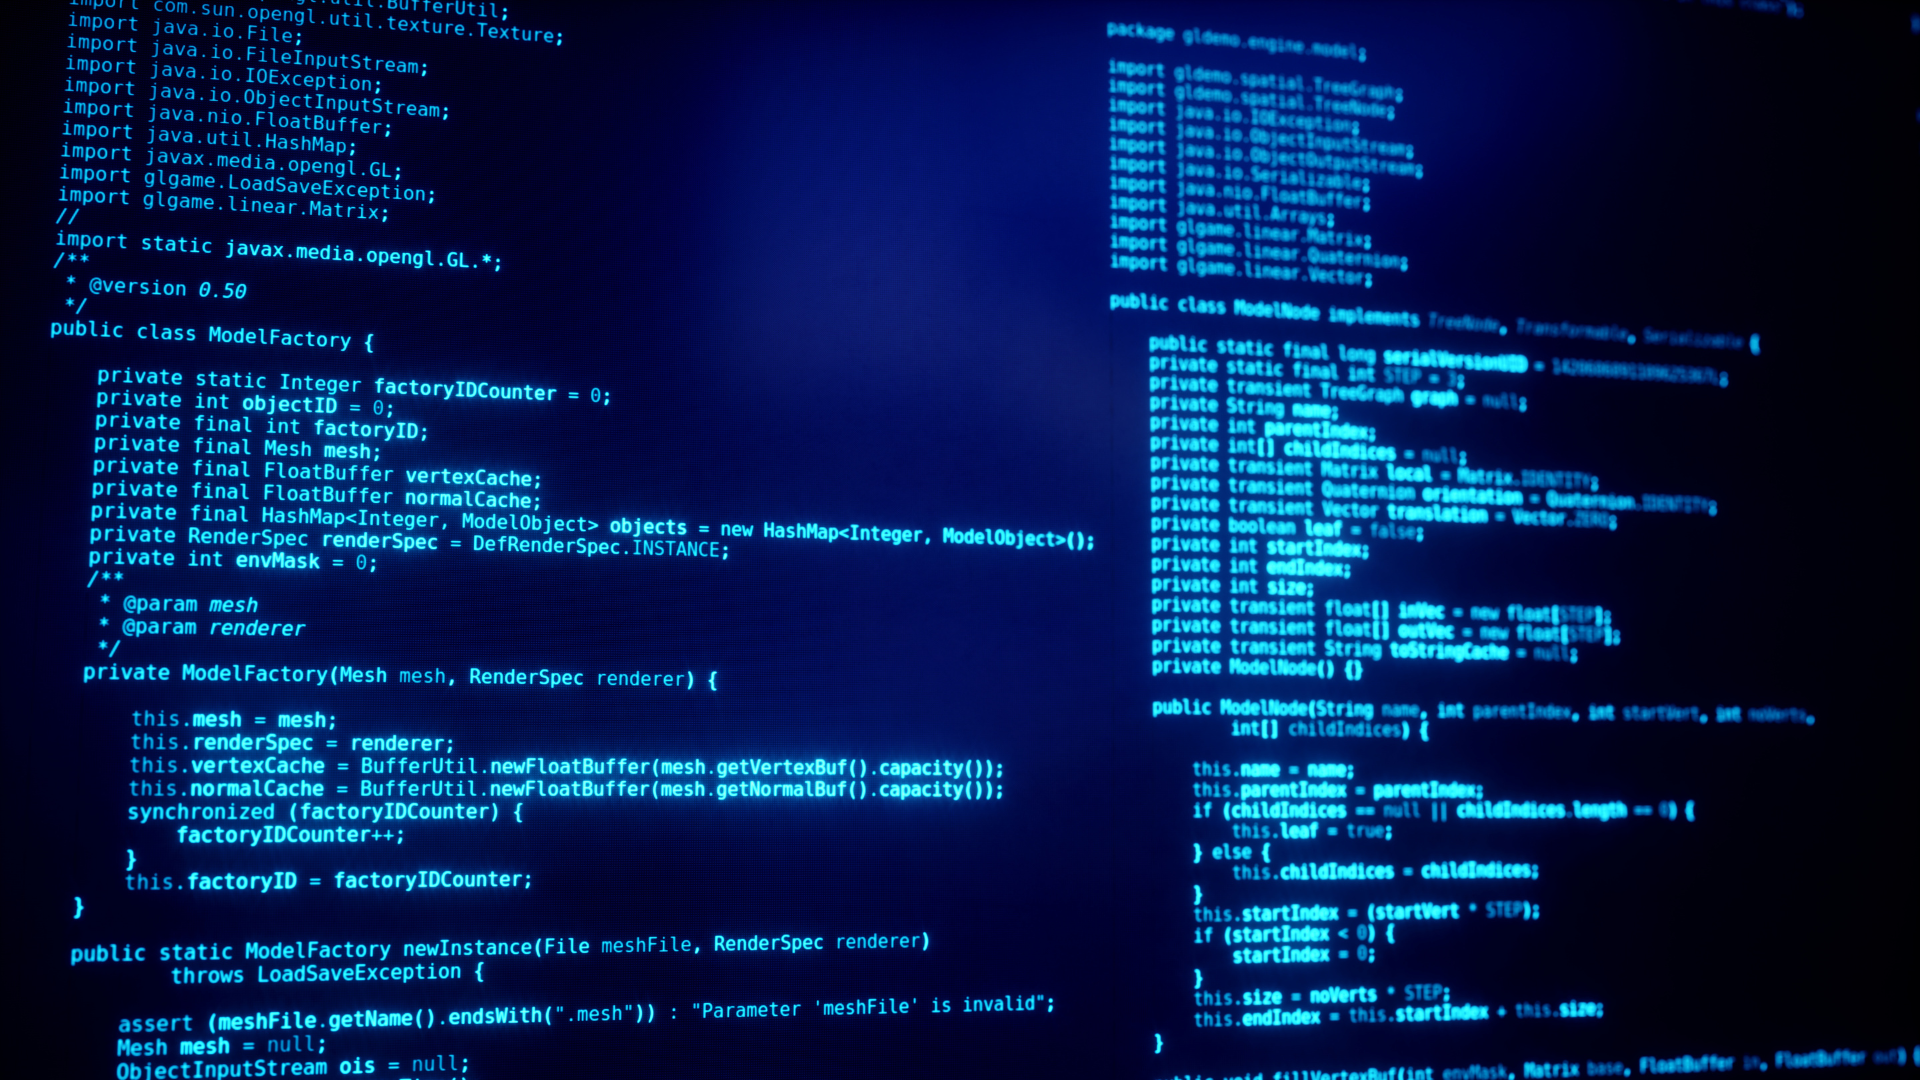 import com.sun.opengl.util.BufferUtil;
import com.sun.opengl.util.texture.Texture;
import java.io.File;
import java.io.FileInputStream;
import java.io.IOException;
import java.io.ObjectInputStream;
import java.nio.FloatBuffer;
import java.util.HashMap;
import javax.media.opengl.GL;
import glgame.LoadSaveException;
import glgame.linear.Matrix;
//
import static javax.media.opengl.GL.*;
/**
* @version 0.50
*/
public class ModelFactory {
private static Integer factoryIDCounter = 0;
private int objectID = 0;
private final int factoryID;
private final Mesh mesh;
private final FloatBuffer vertexCache;
private final FloatBuffer normalCache;
private final HashMap<Integer, ModelObject> objects = new HashMap<Integer, ModelObject>();
private RenderSpec renderSpec = DefRenderSpec.INSTANCE;
private int envMask = 0;
/**
* @param mesh
* @param renderer
*/
private ModelFactory(Mesh mesh, RenderSpec renderer) {
this.mesh = mesh;
this.renderSpec = renderer;
this.vertexCache = BufferUtil.newFloatBuffer(mesh.getVertexBuf().capacity());
this.normalCache = BufferUtil.newFloatBuffer(mesh.getNormalBuf().capacity());
synchronized (factoryIDCounter) {
factoryIDCounter++;
}
this.factoryID = factoryIDCounter;
}
public static ModelFactory newInstance(File meshFile, RenderSpec renderer)
throws LoadSaveException {
assert (meshFile.getName().endsWith(".mesh")) : "Parameter 'meshFile' is invalid";
Mesh mesh = null;
ObjectInputStream ois = null;
package gldemo.engine.model;
import gldemo.spatial.TreeGraph;
import gldemo.spatial.TreeNode;
import java.io.IOException;
import java.io.ObjectInputStream;
import java.io.ObjectOutputStream;
import java.io.Serializable;
import java.nio.FloatBuffer;
import java.util.Arrays;
import glgame.linear.Matrix;
import glgame.linear.Quaternion;
import glgame.linear.Vector;
public class ModelNode implements TreeNode, Transformable, Serializable {
public static final long serialVersionUID =
private static final int STEP = 3;
private transient TreeGraph graph = null;
private String name;
private int parentIndex;
private int[] childIndices = null;
private transient Matrix local = Matrix.IDENTITY;
private transient Quaternion orientation = Quaternion.IDENTITY;
private transient Vector translation = Vector.ZERO;
private boolean leaf = false;
private int startIndex;
private int endIndex;
private int size;
private transient float[] inVec = new float[STEP];
private transient float[] outVec = new float[STEP];
private transient String toStringCache = null;
private ModelNode() {}
public ModelNode(String name, int parentIndex, int startVert, int noVerts,
int[] childIndices) {
this.name = name;
this.parentIndex = parentIndex;
if (childIndices == null || childIndices.length == 0) {
this.leaf = true;
} else {
this.childIndices = childIndices;
}
this.startIndex = (startVert * STEP);
if (startIndex < 0) {
startIndex = 0;
}
this.size = noVerts * STEP;
this.endIndex = this.startIndex + this.size;
}
public void fillVertexBuf(int envMask, Matrix base, FloatBuffer in, FloatBuffer out) {